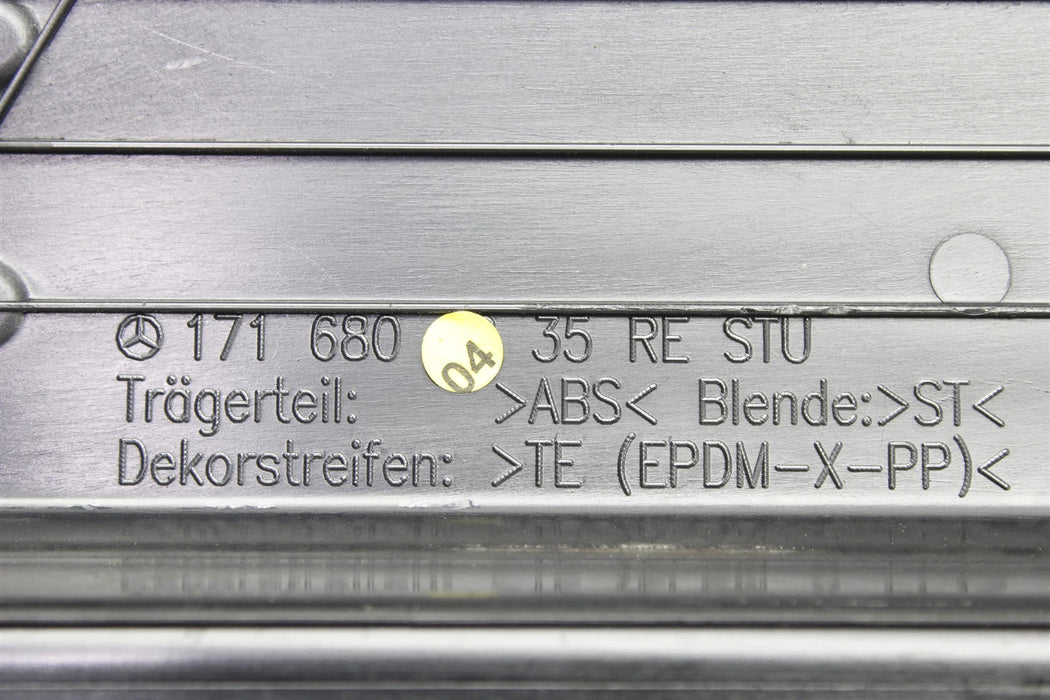 171 680 35 RE STU
04
Trägerteil: >ABS< Blende:>ST<
Dekorstreifen: >TE (EPDM-X-PP)<